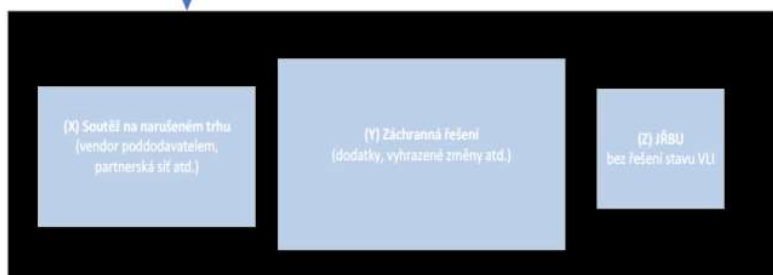 (X) Soutěž na narušeném trhu
(vendor poddodavatelem,
partnerská síť atd.)
(Y) Záchranná řešení
(dodatky, vyhrazené změny atd.)
(Z) JŘBU
bez řešení stavu VLI